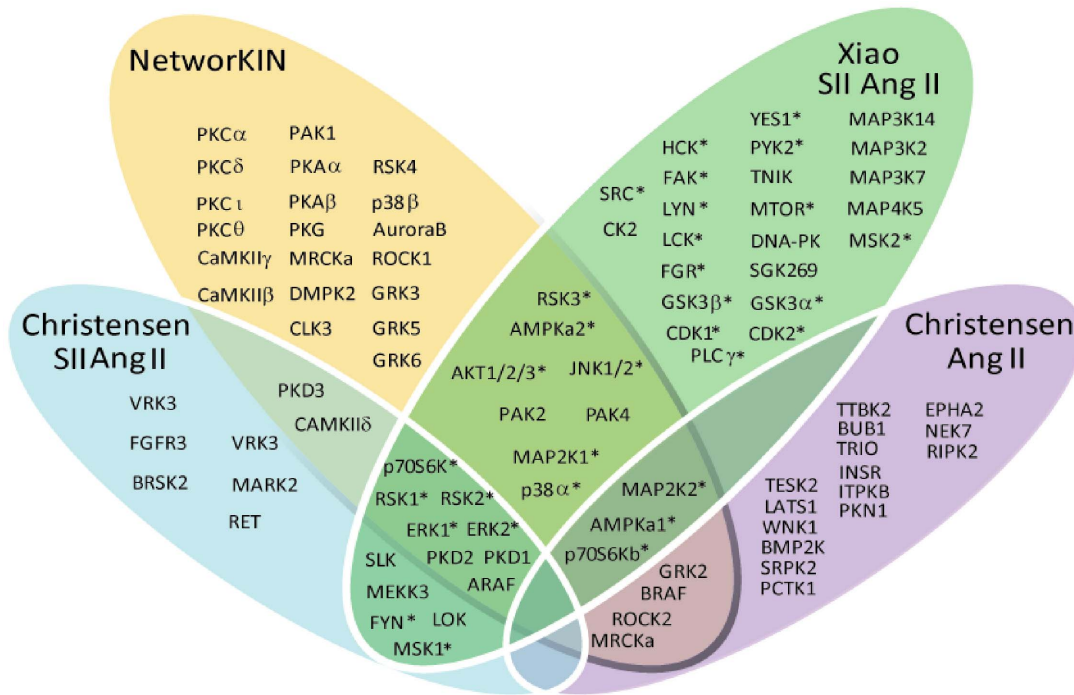 NetworKIN
PKCα PAK1
PKCδ PKAα RSK4
PKCι PKAβ p38β
PKCθ PKG AuroraB
CaMKIIγ MRCKa ROCK1
CaMKIIβ DMPK2 GRK3
CLK3 GRK5
GRK6
Xiao
SII Ang II
YES1* MAP3K14
HCK* PYK2* MAP3K2
FAK* TNIK MAP3K7
SRC*
LYN* MTOR* MAP4K5
CK2
LCK* DNA-PK MSK2*
FGR* SGK269
GSK3β* GSK3α*
CDK1* CDK2*
PLCγ*
Christensen
SII Ang II
VRK3
FGFR3 VRK3
BRSK2 MARK2
RET
PKD3
CAMKIIδ
RSK3*
AMPKa2*
AKT1/2/3* JNK1/2*
PAK2 PAK4
MAP2K1*
p38α*
p70S6K*
RSK1* RSK2*
ERK1* ERK2*
SLK PKD2 PKD1
MEKK3 ARAF
FYN* LOK
MSK1*
MAP2K2*
AMPKa1*
p70S6Kb*
GRK2
BRAF
ROCK2
MRCKa
Christensen
Ang II
TTBK2 EPHA2
BUB1 NEK7
TRIO RIPK2
INSR
TESK2 ITPKB
LATS1 PKN1
WNK1
BMP2K
SRPK2
PCTK1